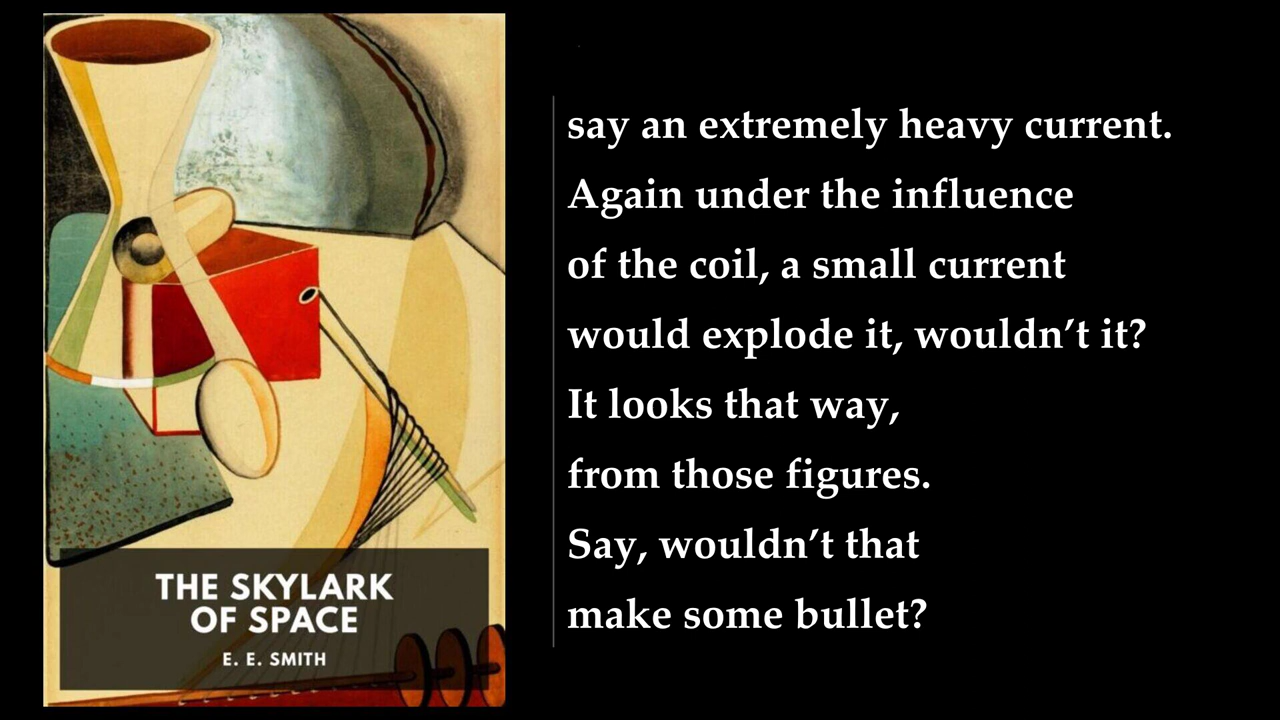 THE SKYLARK
OF SPACE
E. E. SMITH
say an extremely heavy current.
Again under the influence
of the coil, a small current
would explode it, wouldn’t it?
It looks that way,
from those figures.
Say, wouldn’t that
make some bullet?